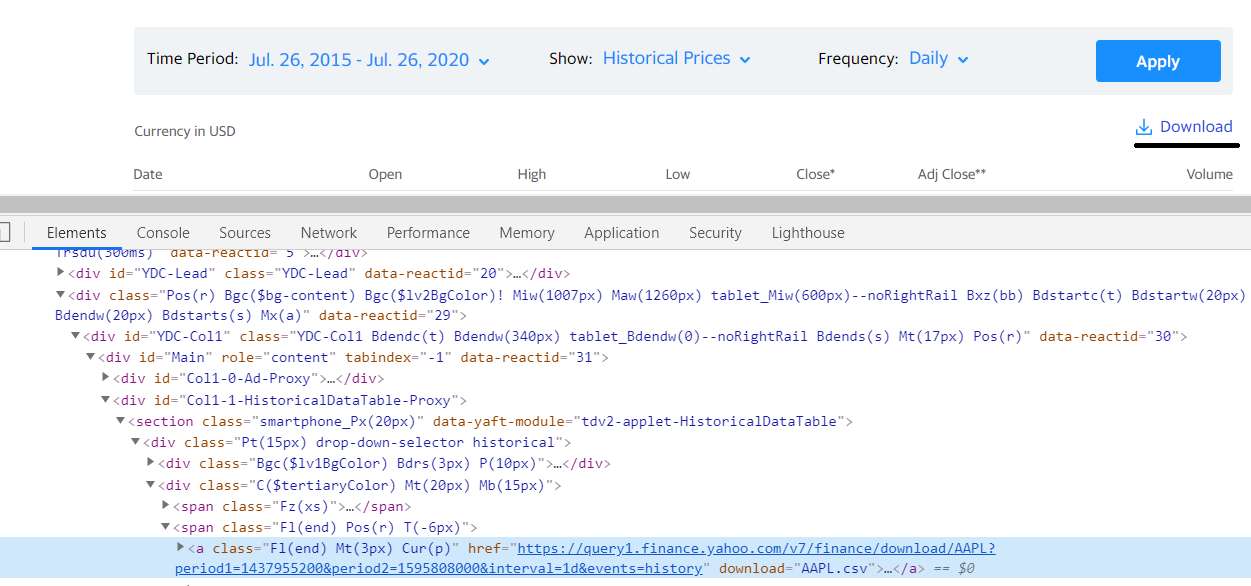 Time Period: Jul. 26, 2015 - Jul. 26, 2020 Show: Historical Prices Frequency: Daily Apply
Currency in USD Download
Date Open High Low Close* Adj Close** Volume
Elements Console Sources Network Performance Memory Application Security Lighthouse
Trsdu(300ms)" data-reactid="5">…</div>
<div id="YDC-Lead" class="YDC-Lead" data-reactid="20">…</div>
<div class="Pos(r) Bgc($bg-content) Bgc($lv2BgColor)! Miw(1007px) Maw(1260px) tablet_Miw(600px)--noRightRail Bxz(bb) Bdstartc(t) Bdstartw(20px)
Bdendw(20px) Bdstarts(s) Mx(a)" data-reactid="29">
<div id="YDC-Col1" class="YDC-Col1 Bdendc(t) Bdendw(340px) tablet_Bdendw(0)--noRightRail Bdends(s) Mt(17px) Pos(r)" data-reactid="30">
<div id="Main" role="content" tabindex="-1" data-reactid="31">
<div id="Col1-0-Ad-Proxy">…</div>
<div id="Col1-1-HistoricalDataTable-Proxy">
<section class="smartphone_Px(20px)" data-yaft-module="tdv2-applet-HistoricalDataTable">
<div class="Pt(15px) drop-down-selector historical">
<div class="Bgc($lv1BgColor) Bdrs(3px) P(10px)">…</div>
<div class="C($tertiaryColor) Mt(20px) Mb(15px)">
<span class="Fz(xs)">…</span>
<span class="Fl(end) Pos(r) T(-6px)">
<a class="Fl(end) Mt(3px) Cur(p)" href="https://query1.finance.yahoo.com/v7/finance/download/AAPL?
period1=1437955200&period2=1595808000&interval=1d&events=history" download="AAPL.csv">…</a> == $0